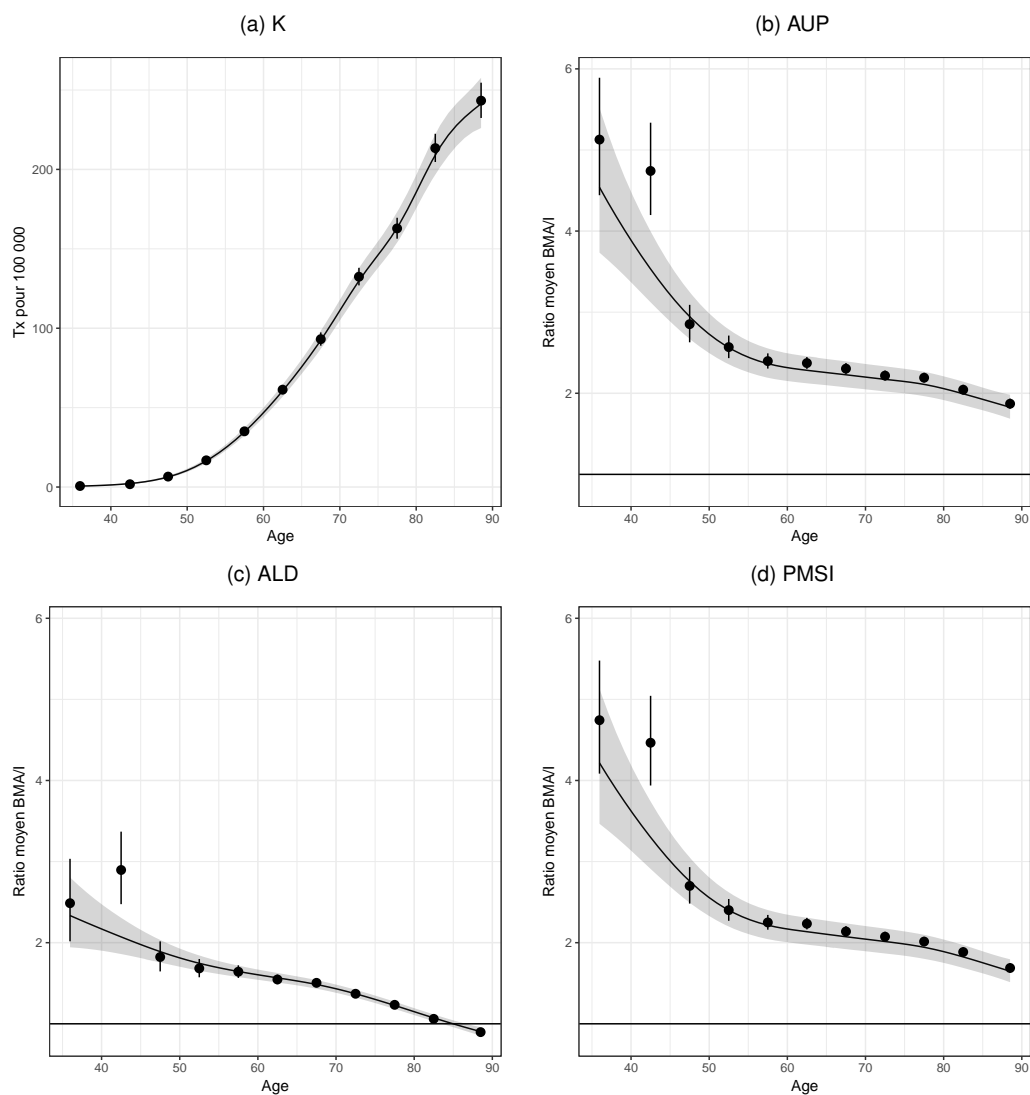 (a) K
Tx pour 100 000
200
100
0
40 50 60 70 80 90
Age
(b) AUP
Ratio moyen BMA/I
6
4
2
40 50 60 70 80 90
Age
(c) ALD
Ratio moyen BMA/I
6
4
2
40 50 60 70 80 90
Age
(d) PMSI
Ratio moyen BMA/I
6
4
2
40 50 60 70 80 90
Age